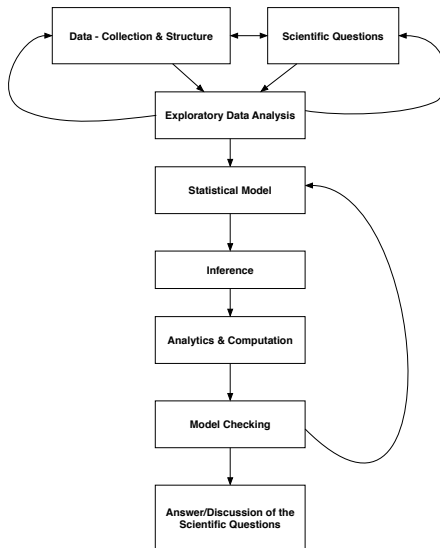 Data - Collection & Structure
Scientific Questions
Exploratory Data Analysis
Statistical Model
Inference
Analytics & Computation
Model Checking
Answer/Discussion of the
Scientific Questions